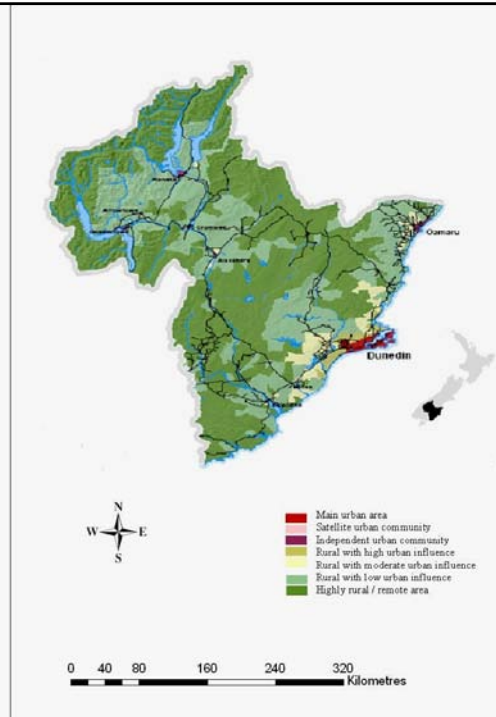 Oamaru
Dunedin
N
W E
S
Main urban area
Satellite urban community
Independent urban community
Rural with high urban influence
Rural with moderate urban influence
Rural with low urban influence
Highly rural / remote area
0 40 80 160 240 320
Kilometres